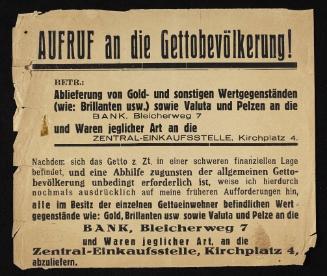 AUFRUF an die Gettobevölkerung!
BETR.:
Ablieferung von Gold- und sonstigen Wertgegenständen
(wie: Brillanten usw.) sowie Valuta und Pelzen an die
BANK, Bleicherweg 7
und Waren jeglicher Art an die
ZENTRAL-EINKAUFSSTELLE, Kirchplatz 4.
Nachdem sich das Getto z. Zt. in einer schweren finanziellen Lage
befindet, und eine Abhilfe zugunsten der allgemeinen Getto-
bevölkerung unbedingt erforderlich ist, weise ich hierdurch
nochmals ausdrücklich auf meine früheren Aufforderungen hin,
alle im Besitz der einzelnen Gettoeinwohner befindlichen Wert-
gegenstände wie: Gold, Brillanten usw sowie Valuta und Pelze an die
BANK, Bleicherweg 7
und Waren jeglicher Art, an die
Zentral-Einkaufsstelle, Kirchplatz 4,
abzuliefern.